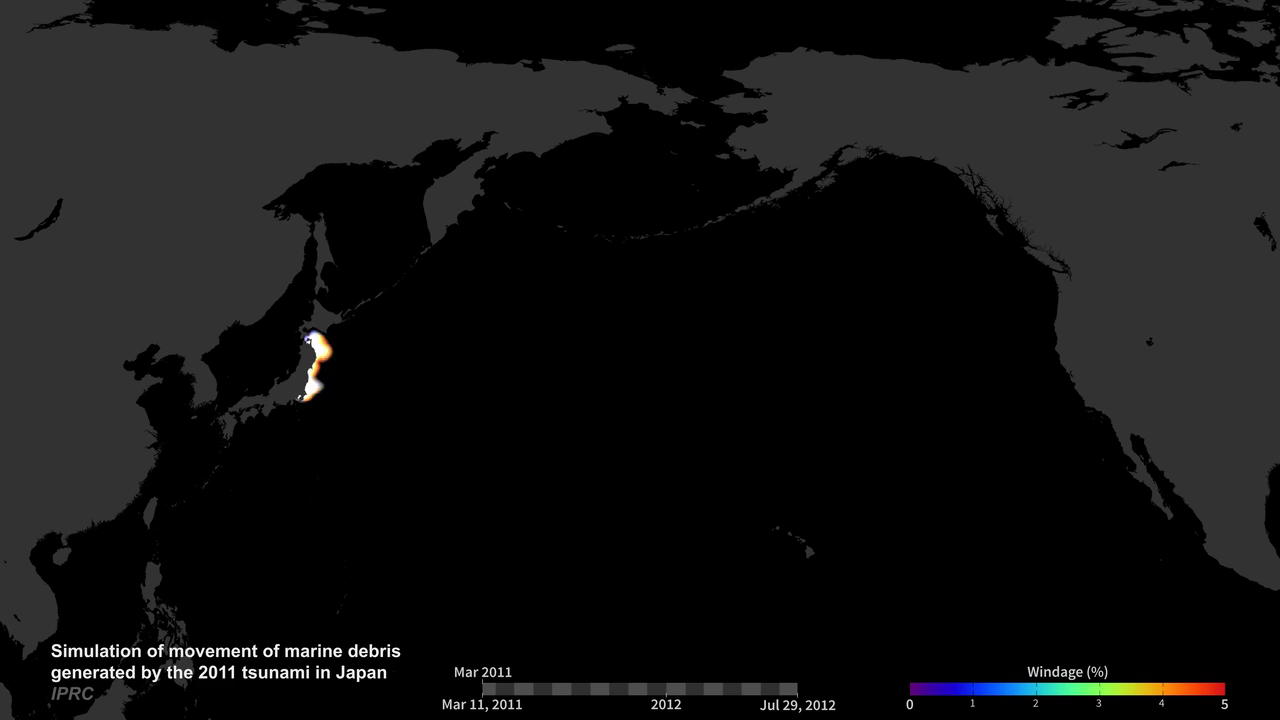 Simulation of movement of marine debris
generated by the 2011 tsunami in Japan
IPRC
Mar 2011
Mar 11, 2011 2012 Jul 29, 2012
Windage (%)
0 1 2 3 4 5